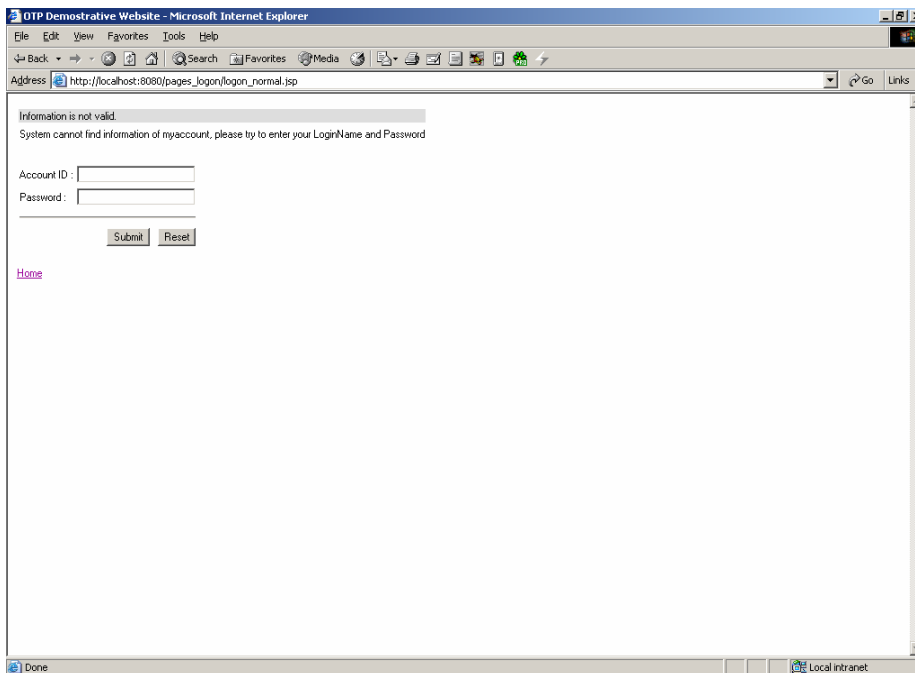 OTP Demostrative Website - Microsoft Internet Explorer
File Edit View Favorites Tools Help
Back Search Favorites Media
Address http://localhost:8080/pages_logon/logon_normal.jsp Go Links
Information is not valid.
System cannot find information of myaccount, please try to enter your LoginName and Password
Account ID :
Password :
Submit Reset
Home
Done Local intranet